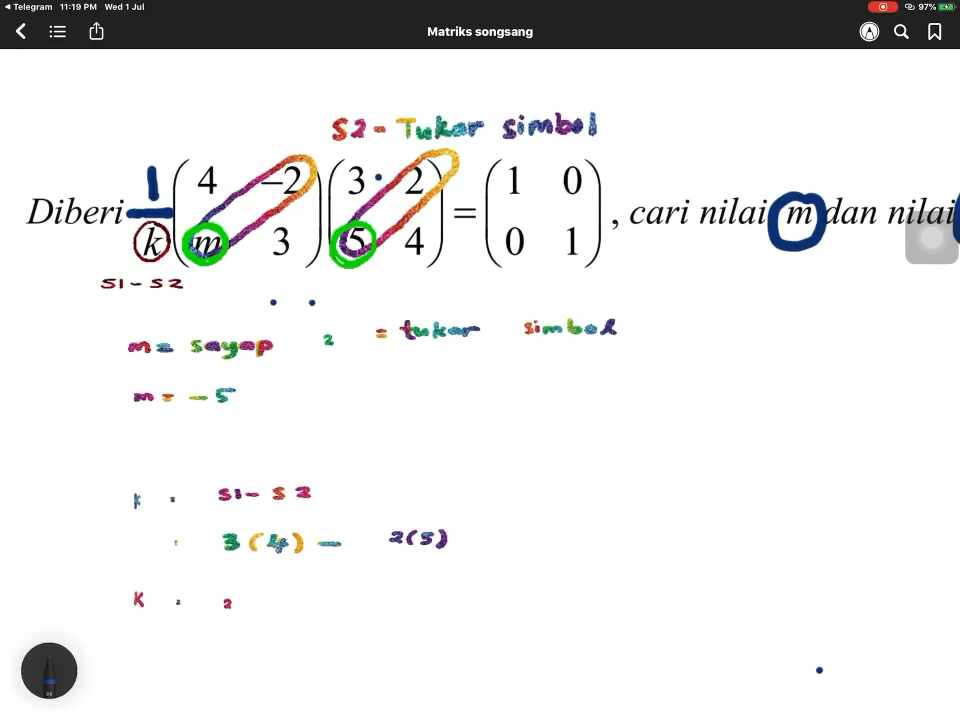 Telegram 11:19 PM Wed 1 Jul 97%
Matriks songsang
S2 - Tukar simbol
Diberi 1/k (4 -2 m 3) (3 2 5 4) = (1 0 0 1) , cari nilai m dan nilai
S1 - S2
m = sayap 2 = tukar simbol
m = - 5
k = S1 - S2
= 3 (4) - 2 (5)
K = 2